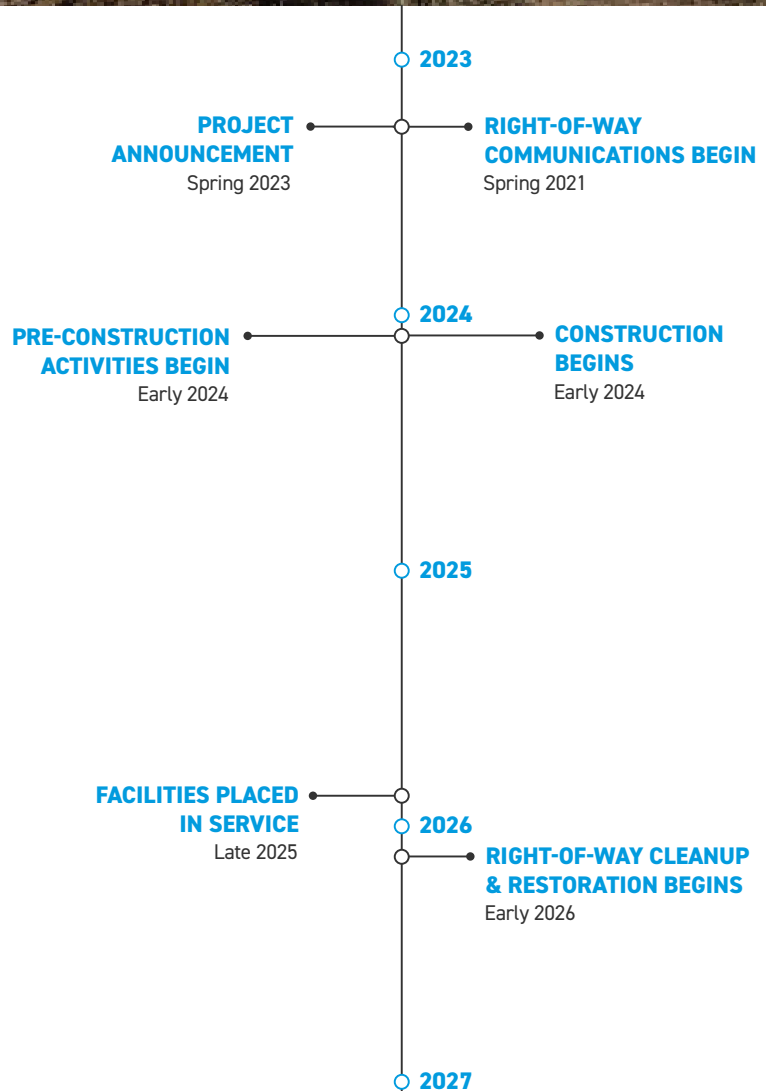 2023
PROJECT
ANNOUNCEMENT
Spring 2023
RIGHT-OF-WAY
COMMUNICATIONS BEGIN
Spring 2021
2024
PRE-CONSTRUCTION
ACTIVITIES BEGIN
Early 2024
CONSTRUCTION
BEGINS
Early 2024
2025
FACILITIES PLACED
IN SERVICE
Late 2025
2026
RIGHT-OF-WAY CLEANUP
& RESTORATION BEGINS
Early 2026
2027